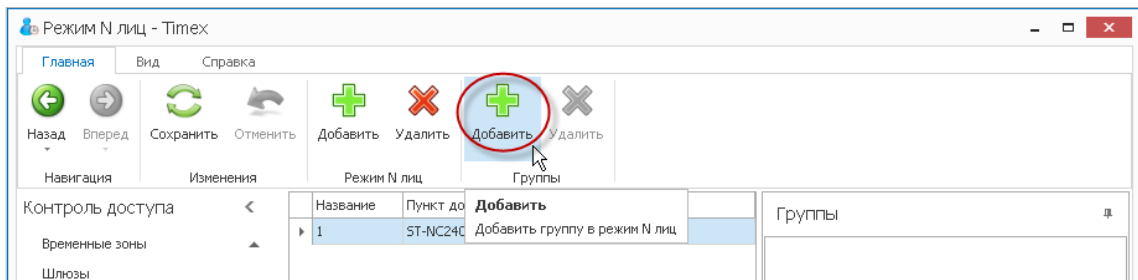 Режим N лиц - Timex
Главная Вид Справка
Назад Вперед Сохранить Отменить Добавить Удалить Добавить Удалить
Навигация Изменения Режим N лиц Группы
Контроль доступа
Название Пункт до
1 ST-NC240
Добавить
Добавить группу в режим N лиц
Группы
Временные зоны
Шлюзы